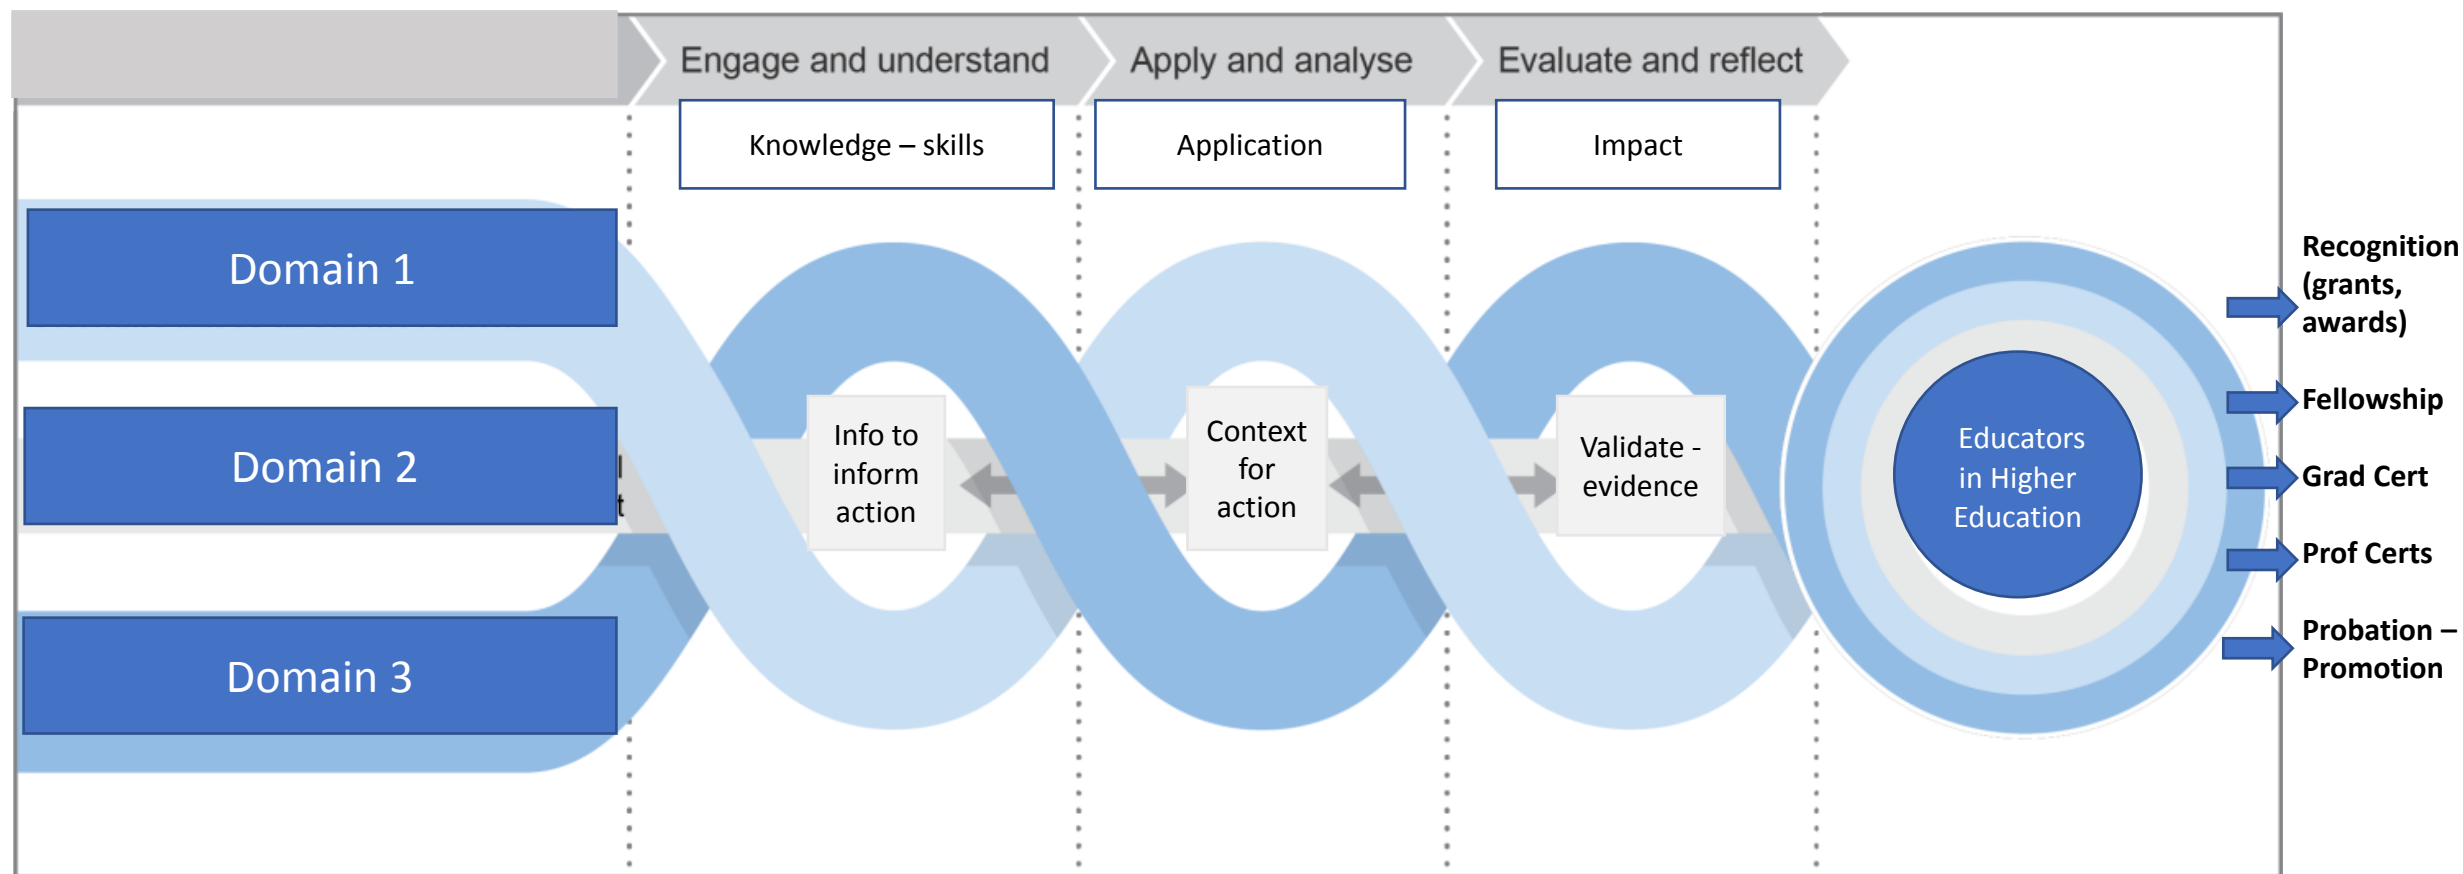 Engage and understand
Apply and analyse
Evaluate and reflect
Knowledge – skills
Application
Impact
Domain 1
Domain 2
Domain 3
Info to
inform
action
Context
for
action
Validate -
evidence
Educators
in Higher
Education
Recognition
(grants,
awards)
Fellowship
Grad Cert
Prof Certs
Probation –
Promotion